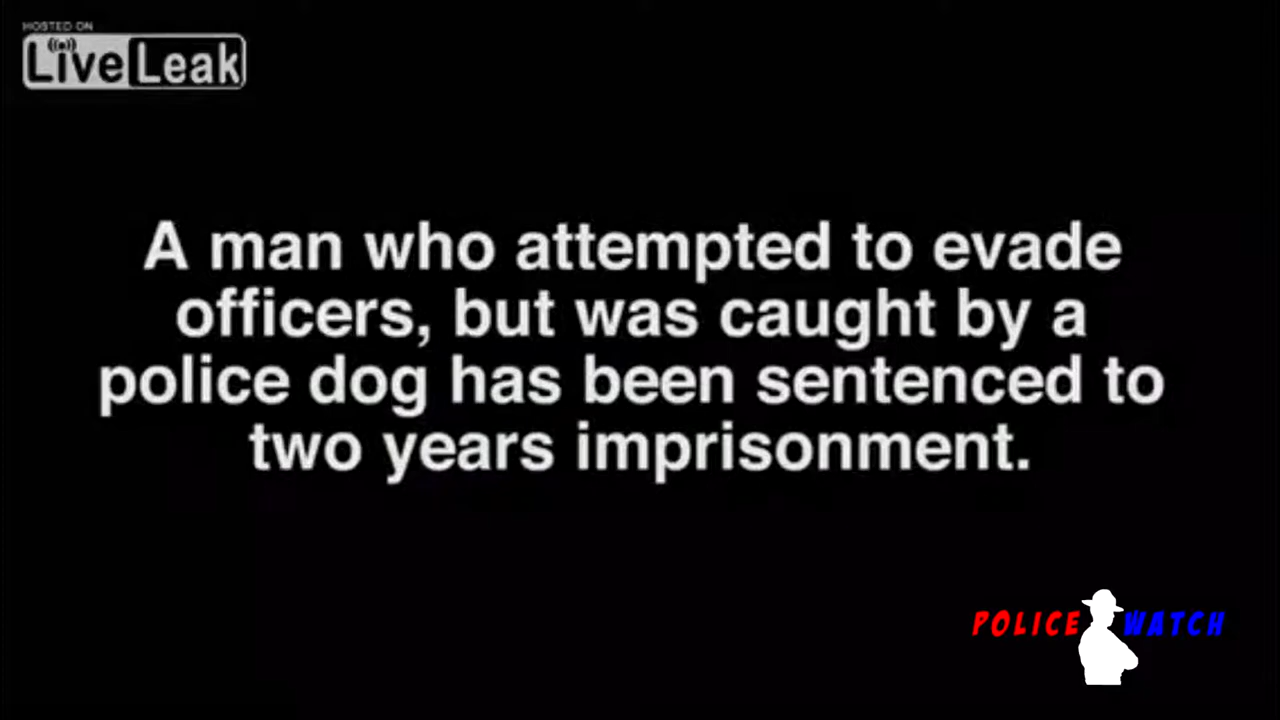 HOSTED ON
LiveLeak
A man who attempted to evade
officers, but was caught by a
police dog has been sentenced to
two years imprisonment.
POLICE WATCH